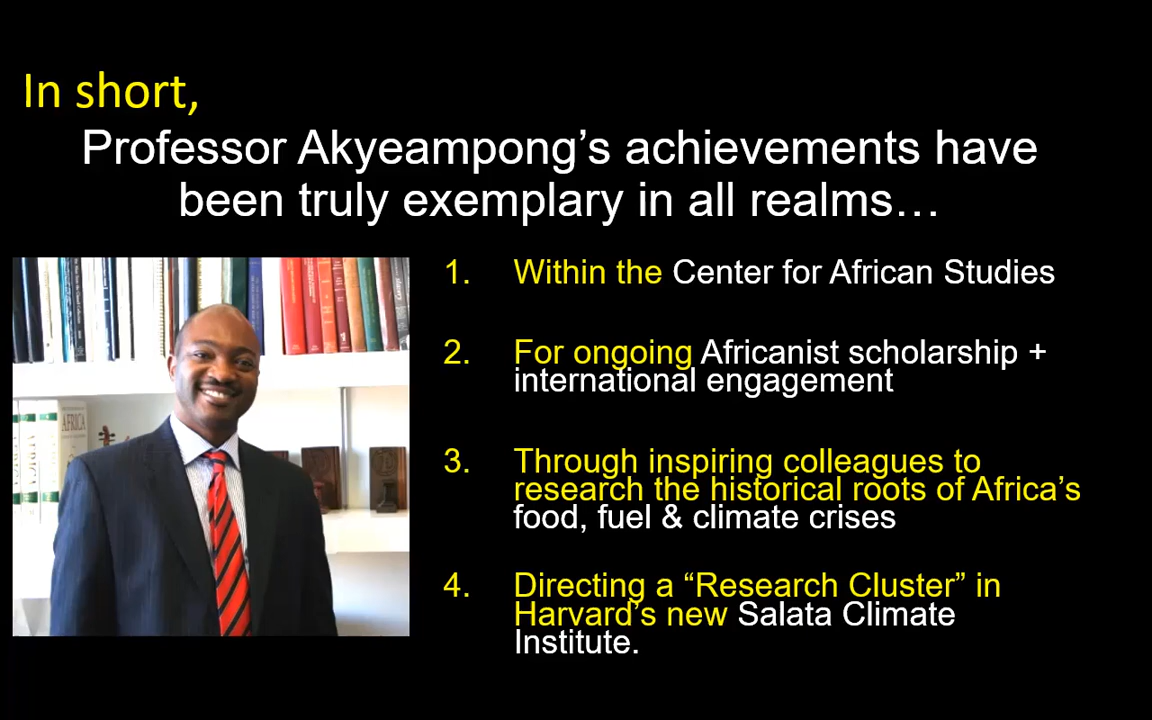 In short,
Professor Akyeampong’s achievements have
been truly exemplary in all realms…
1. Within the Center for African Studies
2. For ongoing Africanist scholarship +
international engagement
3. Through inspiring colleagues to
research the historical roots of Africa’s
food, fuel & climate crises
4. Directing a “Research Cluster” in
Harvard’s new Salata Climate
Institute.
AFRICA